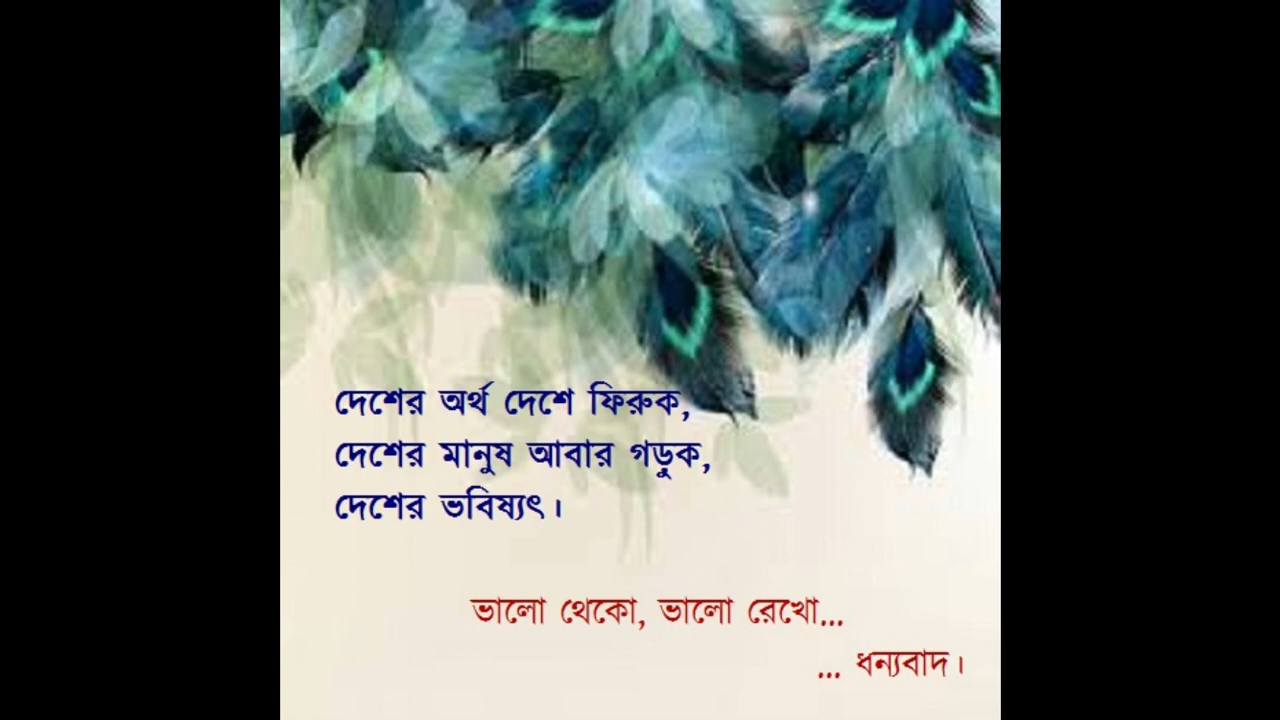 দেশের অর্থ দেশে ফিরুক,
দেশের মানুষ আবার গড়ুক,
দেশের ভবিষ্যৎ।
ভালো থেকো, ভালো রেখো...
... ধন্যবাদ।